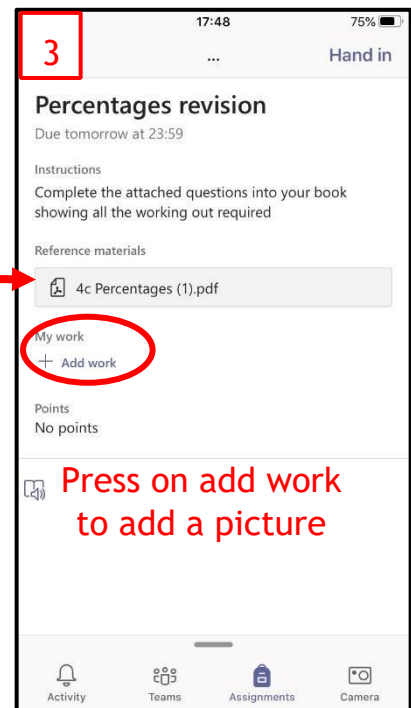 17:48
75%
3
...
Hand in
Percentages revision
Due tomorrow at 23:59
Instructions
Complete the attached questions into your book
showing all the working out required
Reference materials
4c Percentages (1).pdf
My work
+ Add work
Points
No points
Press on add work
to add a picture
Activity
Teams
Assignments
Camera